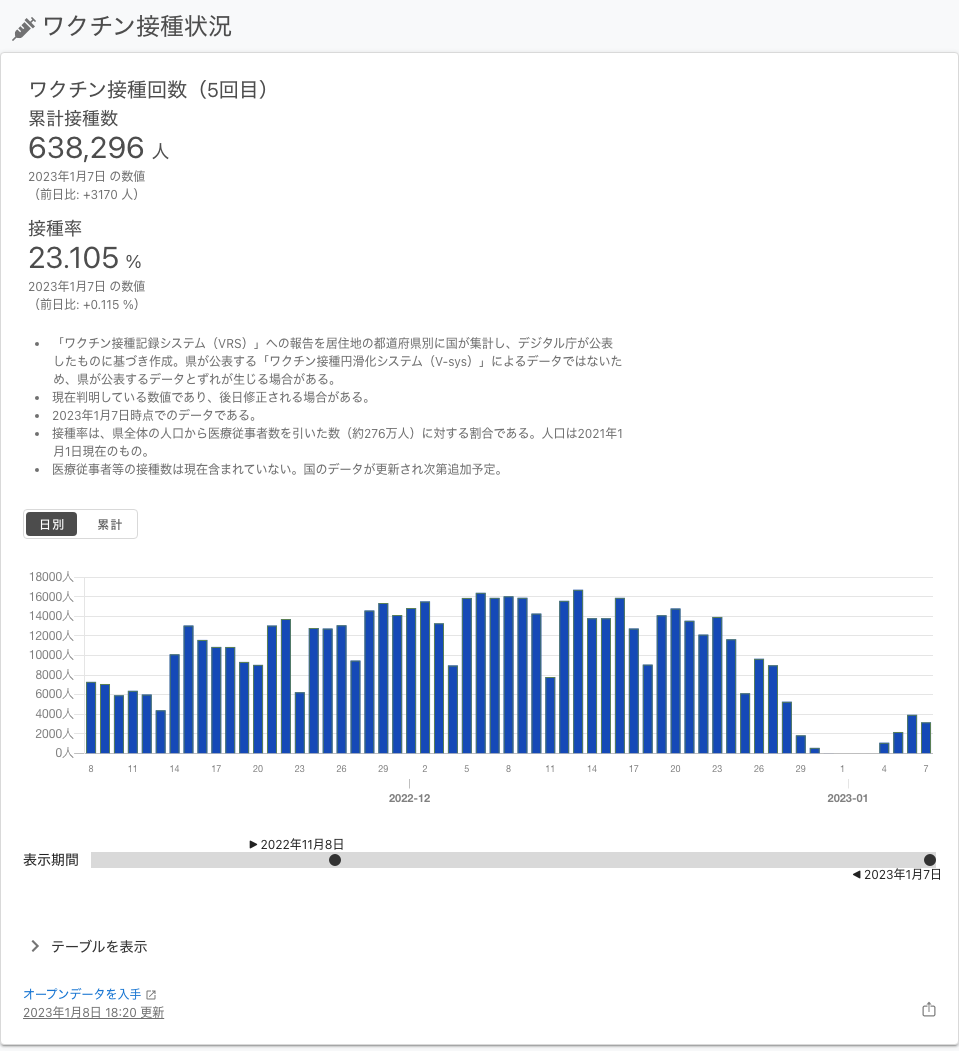 ワクチン接種状況
ワクチン接種回数（5回目）
累計接種数
638,296 人
2023年1月7日 の数値
（前日比: +3170 人）
接種率
23.105 %
2023年1月7日 の数値
（前日比: +0.115 %）
• 「ワクチン接種記録システム（VRS）」への報告を居住地の都道府県別に国が集計し、デジタル庁が公表
したものに基づき作成。県が公表する「ワクチン接種円滑化システム（V-sys）」によるデータではないた
め、県が公表するデータとずれが生じる場合がある。
• 現在判明している数値であり、後日修正される場合がある。
• 2023年1月7日時点でのデータである。
• 接種率は、県全体の人口から医療従事者数を引いた数（約276万人）に対する割合である。人口は2021年1
月1日現在のもの。
• 医療従事者等の接種数は現在含まれていない。国のデータが更新され次第追加予定。
日別 累計
18000人
16000人
14000人
12000人
10000人
8000人
6000人
4000人
2000人
0人
8 11 14 17 20 23 26 29 2 5 8 11 14 17 20 23 26 29 1 4 7
2022-12 2023-01
▶ 2022年11月8日
表示期間
◀ 2023年1月7日
テーブルを表示
オープンデータを入手
2023年1月8日 18:20 更新